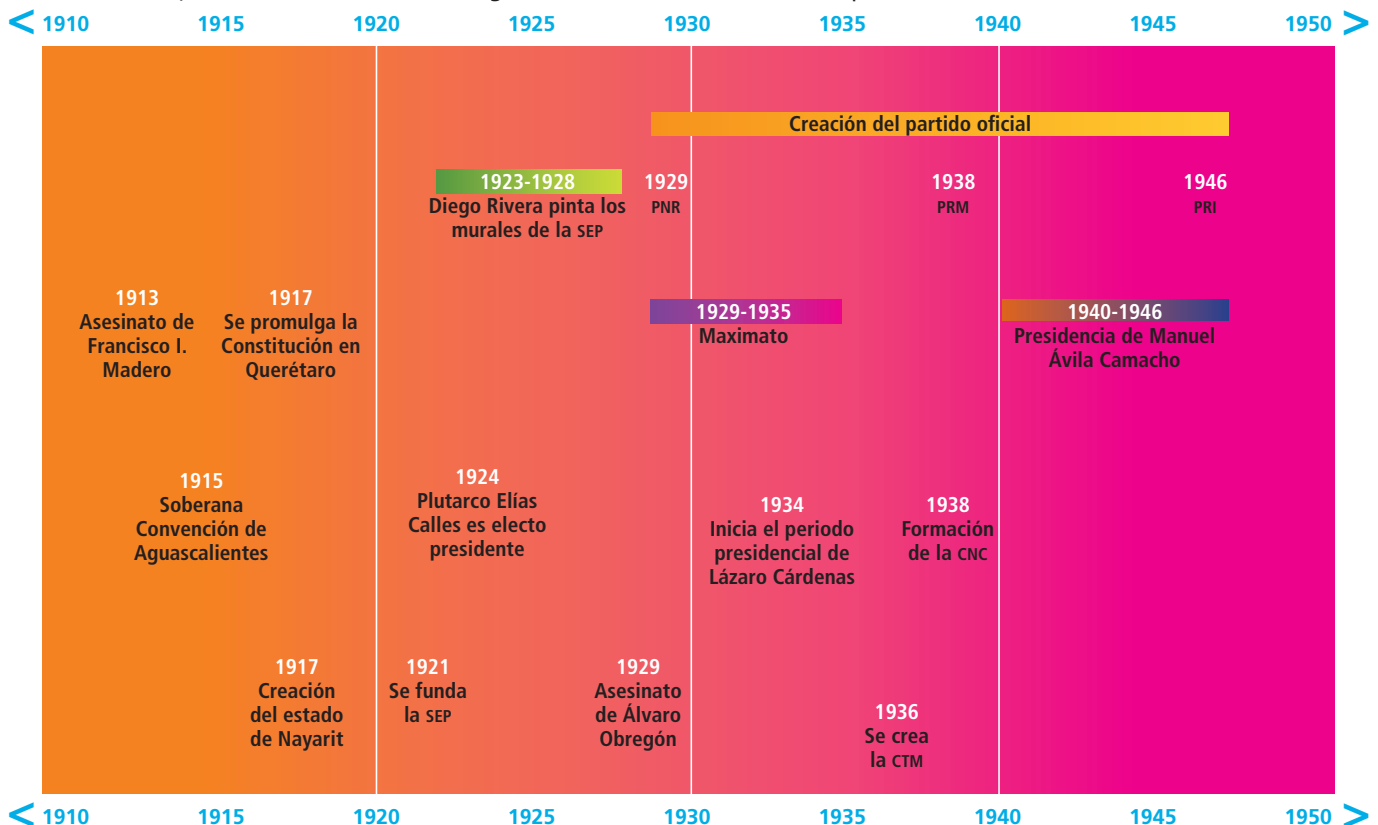 < 1910 1915 1920 1925 1930 1935 1940 1945 1950 >
Creación del partido oficial
1923-1928
Diego Rivera pinta los
murales de la SEP
1929
PNR
1938
PRM
1946
PRI
1913
Asesinato de
Francisco I.
Madero
1917
Se promulga la
Constitución en
Querétaro
1929-1935
Maximato
1940-1946
Presidencia de Manuel
Ávila Camacho
1915
Soberana
Convención de
Aguascalientes
1924
Plutarco Elías
Calles es electo
presidente
1934
Inicia el periodo
presidencial de
Lázaro Cárdenas
1938
Formación
de la CNC
1917
Creación
del estado
de Nayarit
1921
Se funda
la SEP
1929
Asesinato
de Álvaro
Obregón
1936
Se crea
la CTM
< 1910 1915 1920 1925 1930 1935 1940 1945 1950 >